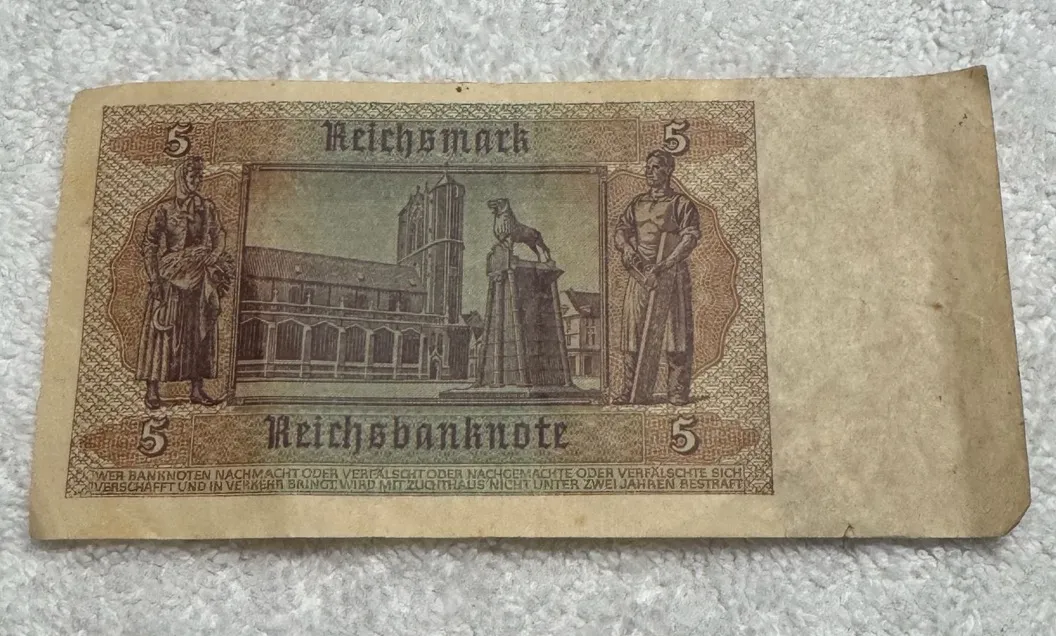 5 Reichsmark 5
5 Reichsbanknote 5
WER BANKNOTEN NACHMACHT ODER VERFÄLSCHT ODER NACHGEMACHTE ODER VERFÄLSCHTE SICH
VERSCHAFFT UND IN VERKEHR BRINGT, WIRD MIT ZUCHTHAUS NICHT UNTER ZWEI JAHREN BESTRAFT